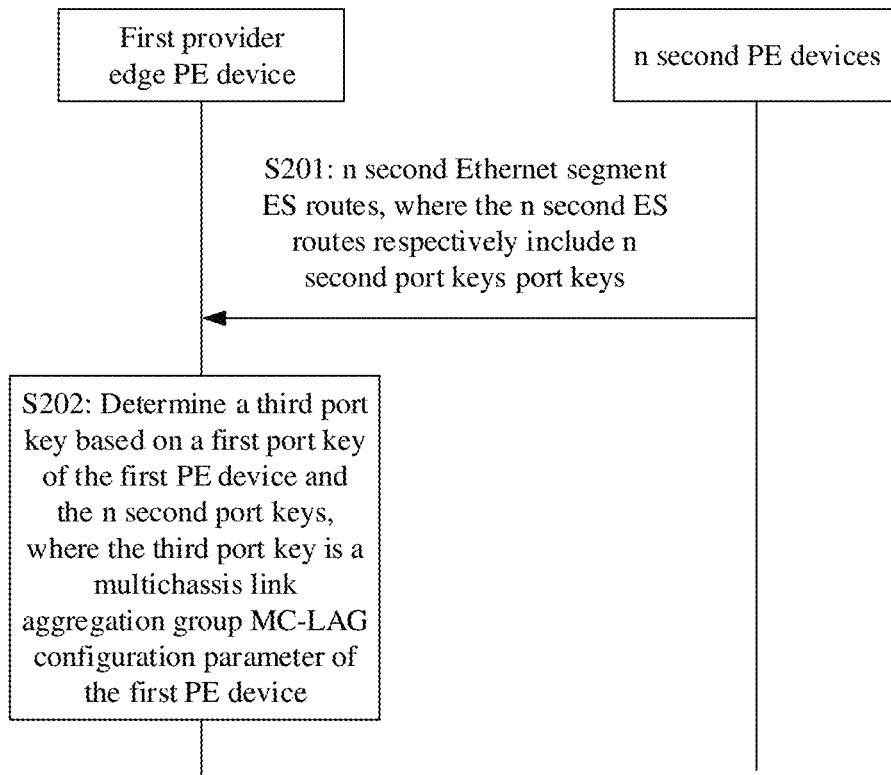 First provider
edge PE device
n second PE devices
S201: n second Ethernet segment
ES routes, where the n second ES
routes respectively include n
second port keys port keys
S202: Determine a third port
key based on a first port key
of the first PE device and
the n second port keys,
where the third port key is a
multichassis link
aggregation group MC-LAG
configuration parameter of
the first PE device